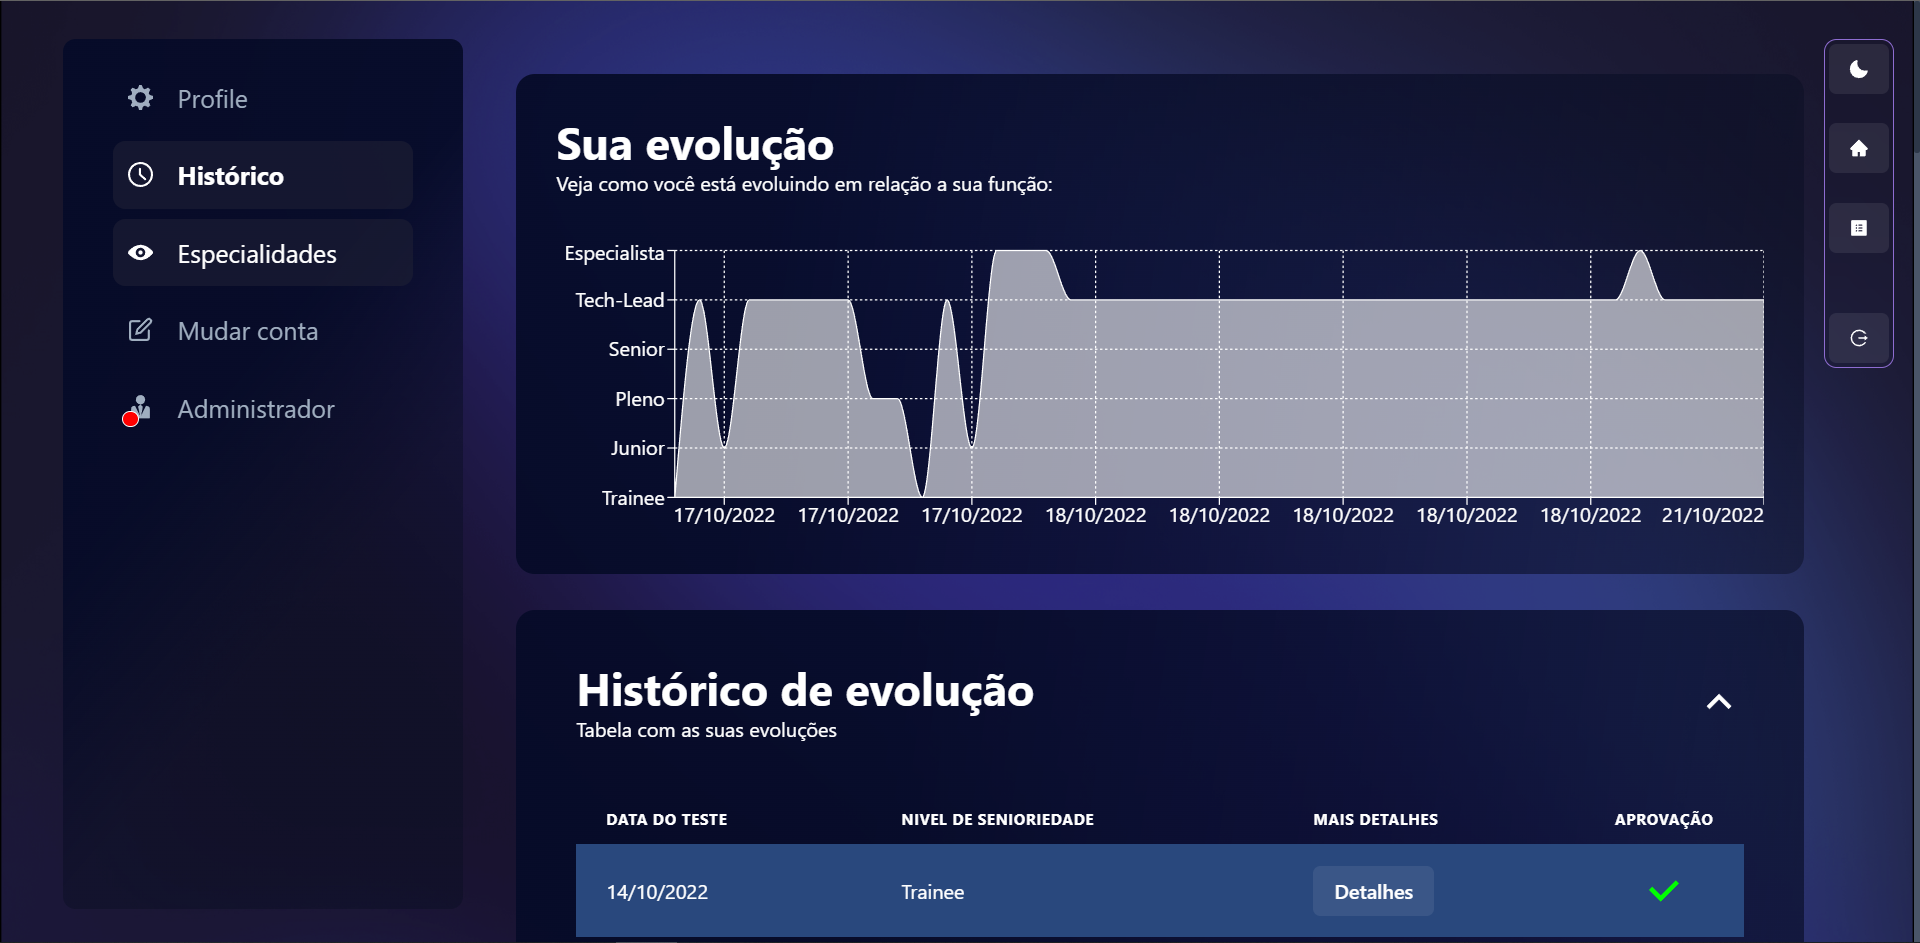 Profile
Histórico
Especialidades
Mudar conta
Administrador
Sua evolução
Veja como você está evoluindo em relação a sua função:
Especialista
Tech-Lead
Senior
Pleno
Junior
Trainee
17/10/2022 17/10/2022 17/10/2022 18/10/2022 18/10/2022 18/10/2022 18/10/2022 18/10/2022 21/10/2022
Histórico de evolução
Tabela com as suas evoluções
DATA DO TESTE NIVEL DE SENIORIEDADE MAIS DETALHES APROVAÇÃO
14/10/2022 Trainee Detalhes